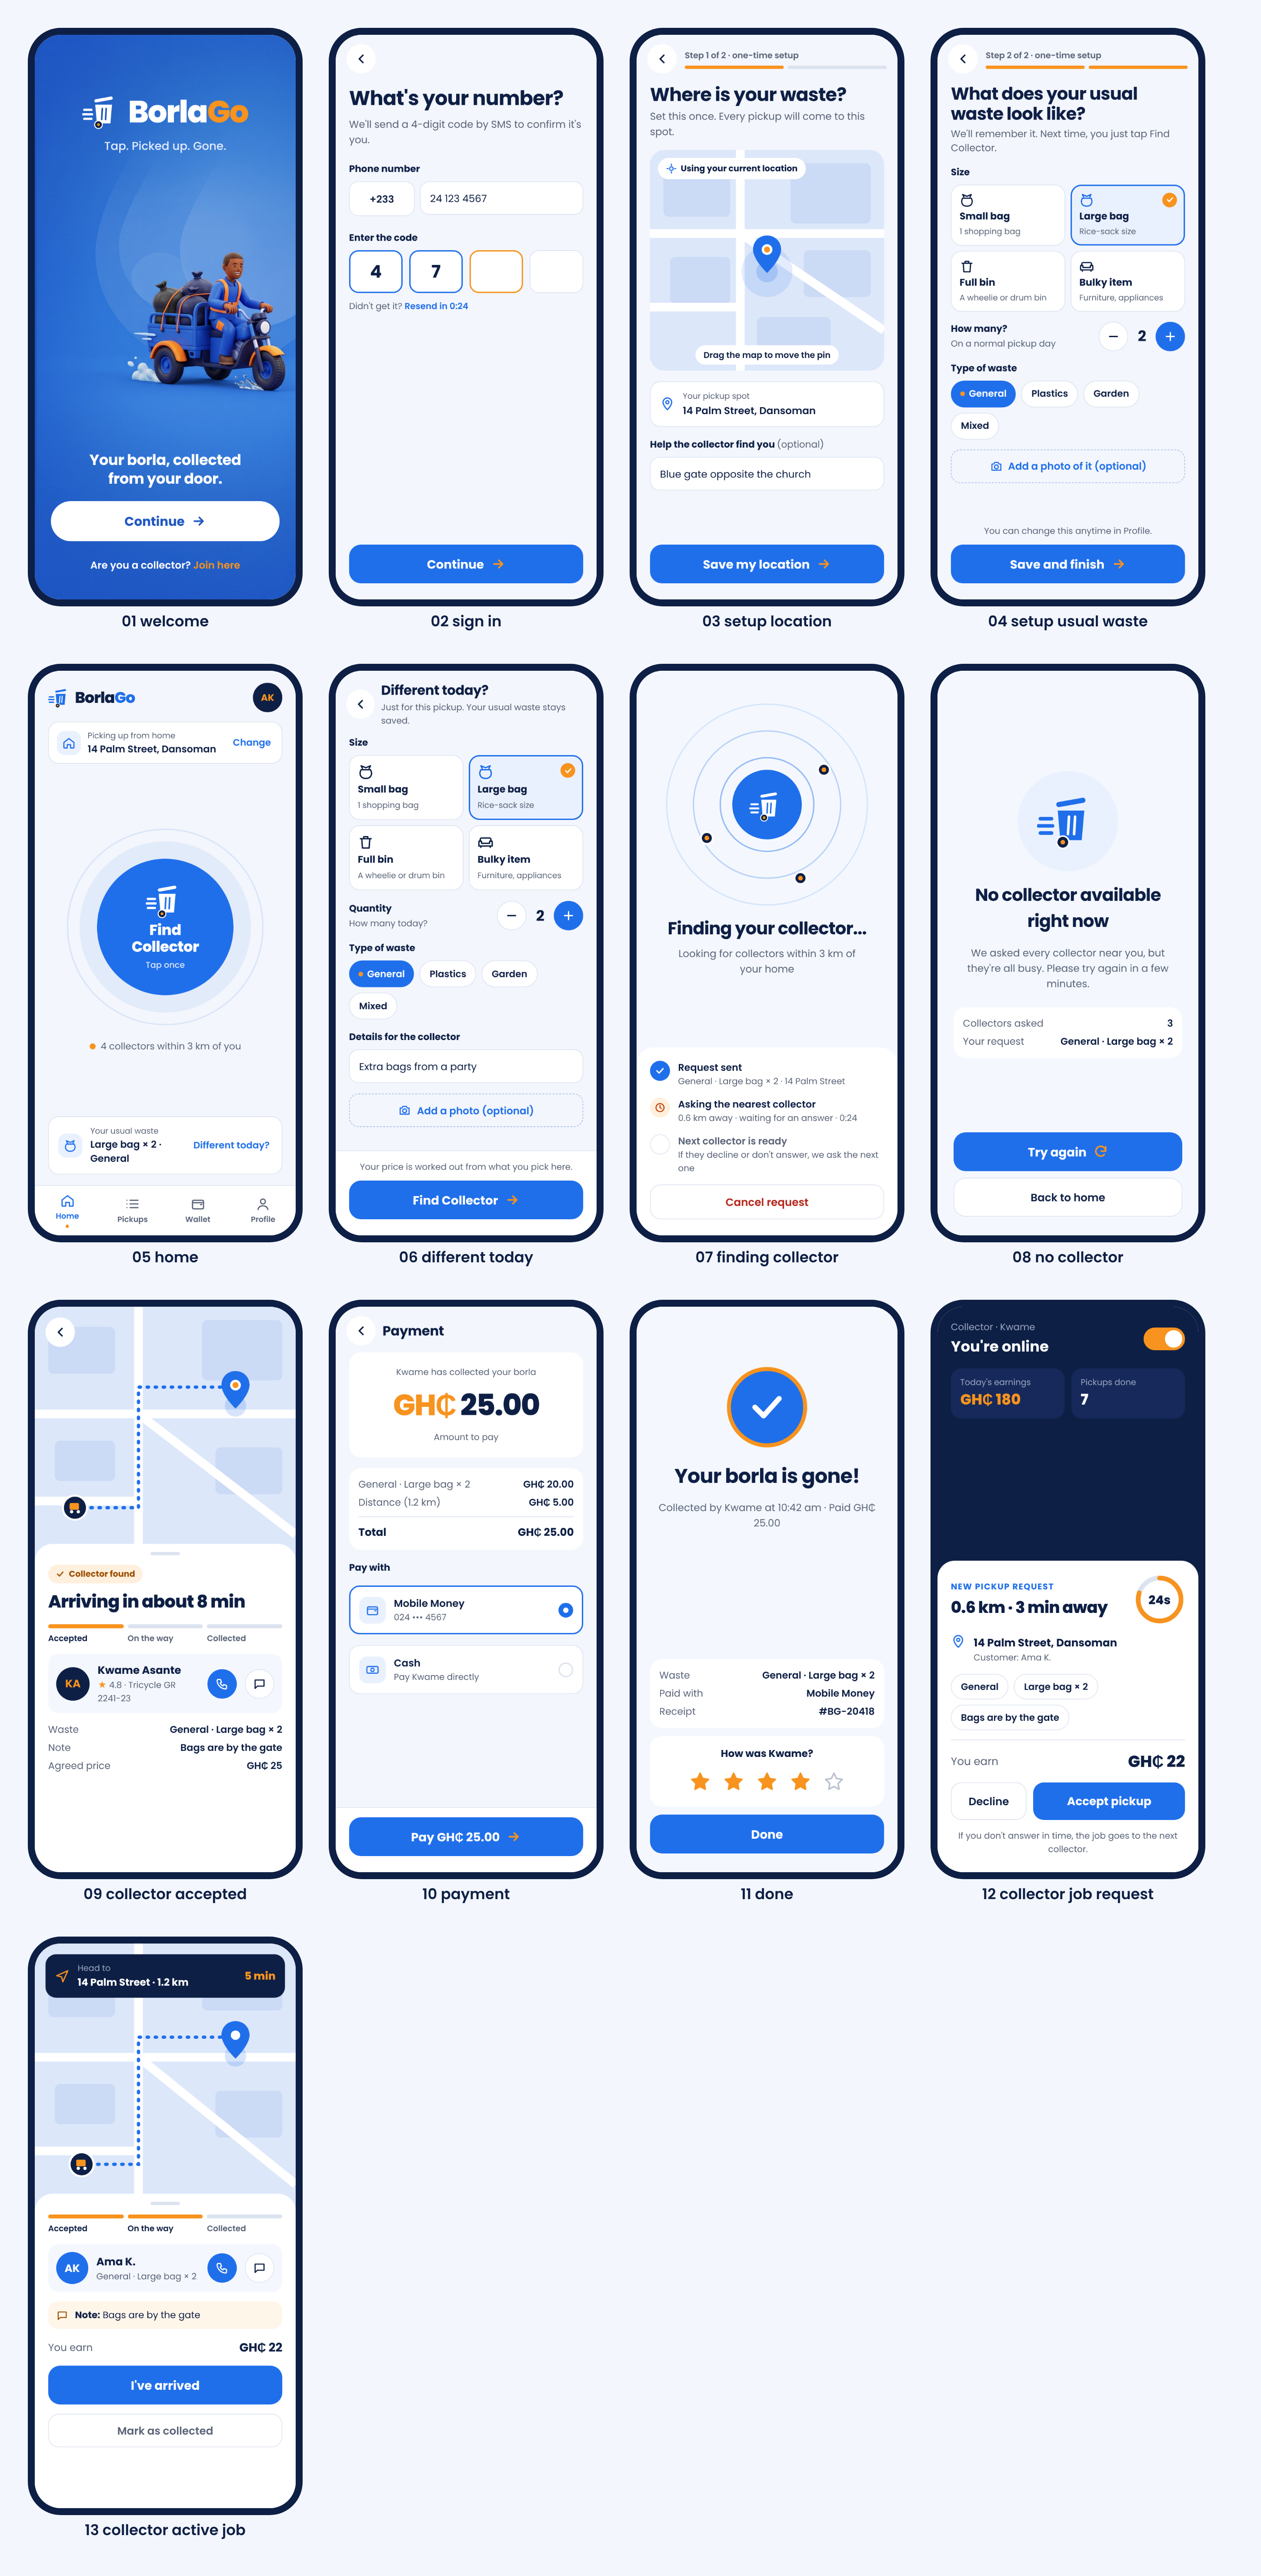 BorlaGo
Tap. Picked up. Gone.
Your borla, collected
from your door.
Continue
Are you a collector? Join here
01 welcome
What's your number?
We'll send a 4-digit code by SMS to confirm it's
you.
Phone number
+233
24 123 4567
Enter the code
4 7
Didn't get it? Resend in 0:24
Continue
02 sign in
Step 1 of 2 · one-time setup
Where is your waste?
Set this once. Every pickup will come to this
spot.
Using your current location
Drag the map to move the pin
Your pickup spot
14 Palm Street, Dansoman
Help the collector find you (optional)
Blue gate opposite the church
Save my location
03 setup location
Step 2 of 2 · one-time setup
What does your usual
waste look like?
We'll remember it. Next time, you just tap Find
Collector.
Size
Small bag
1 shopping bag
Large bag
Rice-sack size
Full bin
A wheelie or drum bin
Bulky item
Furniture, appliances
How many?
On a normal pickup day
2
Type of waste
General
Plastics
Garden
Mixed
Add a photo of it (optional)
You can change this anytime in Profile.
Save and finish
04 setup usual waste
BorlaGo
AK
Picking up from home
14 Palm Street, Dansoman
Change
Find
Collector
Tap once
4 collectors within 3 km of you
Your usual waste
Large bag × 2 ·
General
Different today?
Home
Pickups
Wallet
Profile
05 home
Different today?
Just for this pickup. Your usual waste stays
saved.
Size
Small bag
1 shopping bag
Large bag
Rice-sack size
Full bin
A wheelie or drum bin
Bulky item
Furniture, appliances
Quantity
How many today?
2
Type of waste
General
Plastics
Garden
Mixed
Details for the collector
Extra bags from a party
Add a photo (optional)
Your price is worked out from what you pick here.
Find Collector
06 different today
Finding your collector...
Looking for collectors within 3 km of
your home
Request sent
General · Large bag × 2 · 14 Palm Street
Asking the nearest collector
0.6 km away · waiting for an answer · 0:24
Next collector is ready
If they decline or don't answer, we ask the next
one
Cancel request
07 finding collector
No collector available
right now
We asked every collector near you, but
they're all busy. Please try again in a few
minutes.
Collectors asked 3
Your request General · Large bag × 2
Try again
Back to home
08 no collector
Collector found
Arriving in about 8 min
Accepted On the way Collected
KA
Kwame Asante
★ 4.8 · Tricycle GR
2241-23
Waste General · Large bag × 2
Note Bags are by the gate
Agreed price GH₵ 25
09 collector accepted
Payment
Kwame has collected your borla
GH₵ 25.00
Amount to pay
General · Large bag × 2 GH₵ 20.00
Distance (1.2 km) GH₵ 5.00
Total GH₵ 25.00
Pay with
Mobile Money
024 ••• 4567
Cash
Pay Kwame directly
Pay GH₵ 25.00
10 payment
Your borla is gone!
Collected by Kwame at 10:42 am · Paid GH₵
25.00
Waste General · Large bag × 2
Paid with Mobile Money
Receipt #BG-20418
How was Kwame?
Done
11 done
Collector · Kwame
You're online
Today's earnings
GH₵ 180
Pickups done
7
NEW PICKUP REQUEST
0.6 km · 3 min away
24s
14 Palm Street, Dansoman
Customer: Ama K.
General
Large bag × 2
Bags are by the gate
You earn GH₵ 22
Decline
Accept pickup
If you don't answer in time, the job goes to the next
collector.
12 collector job request
Head to
14 Palm Street · 1.2 km
5 min
Accepted On the way Collected
AK
Ama K.
General · Large bag × 2
Note: Bags are by the gate
You earn GH₵ 22
I've arrived
Mark as collected
13 collector active job